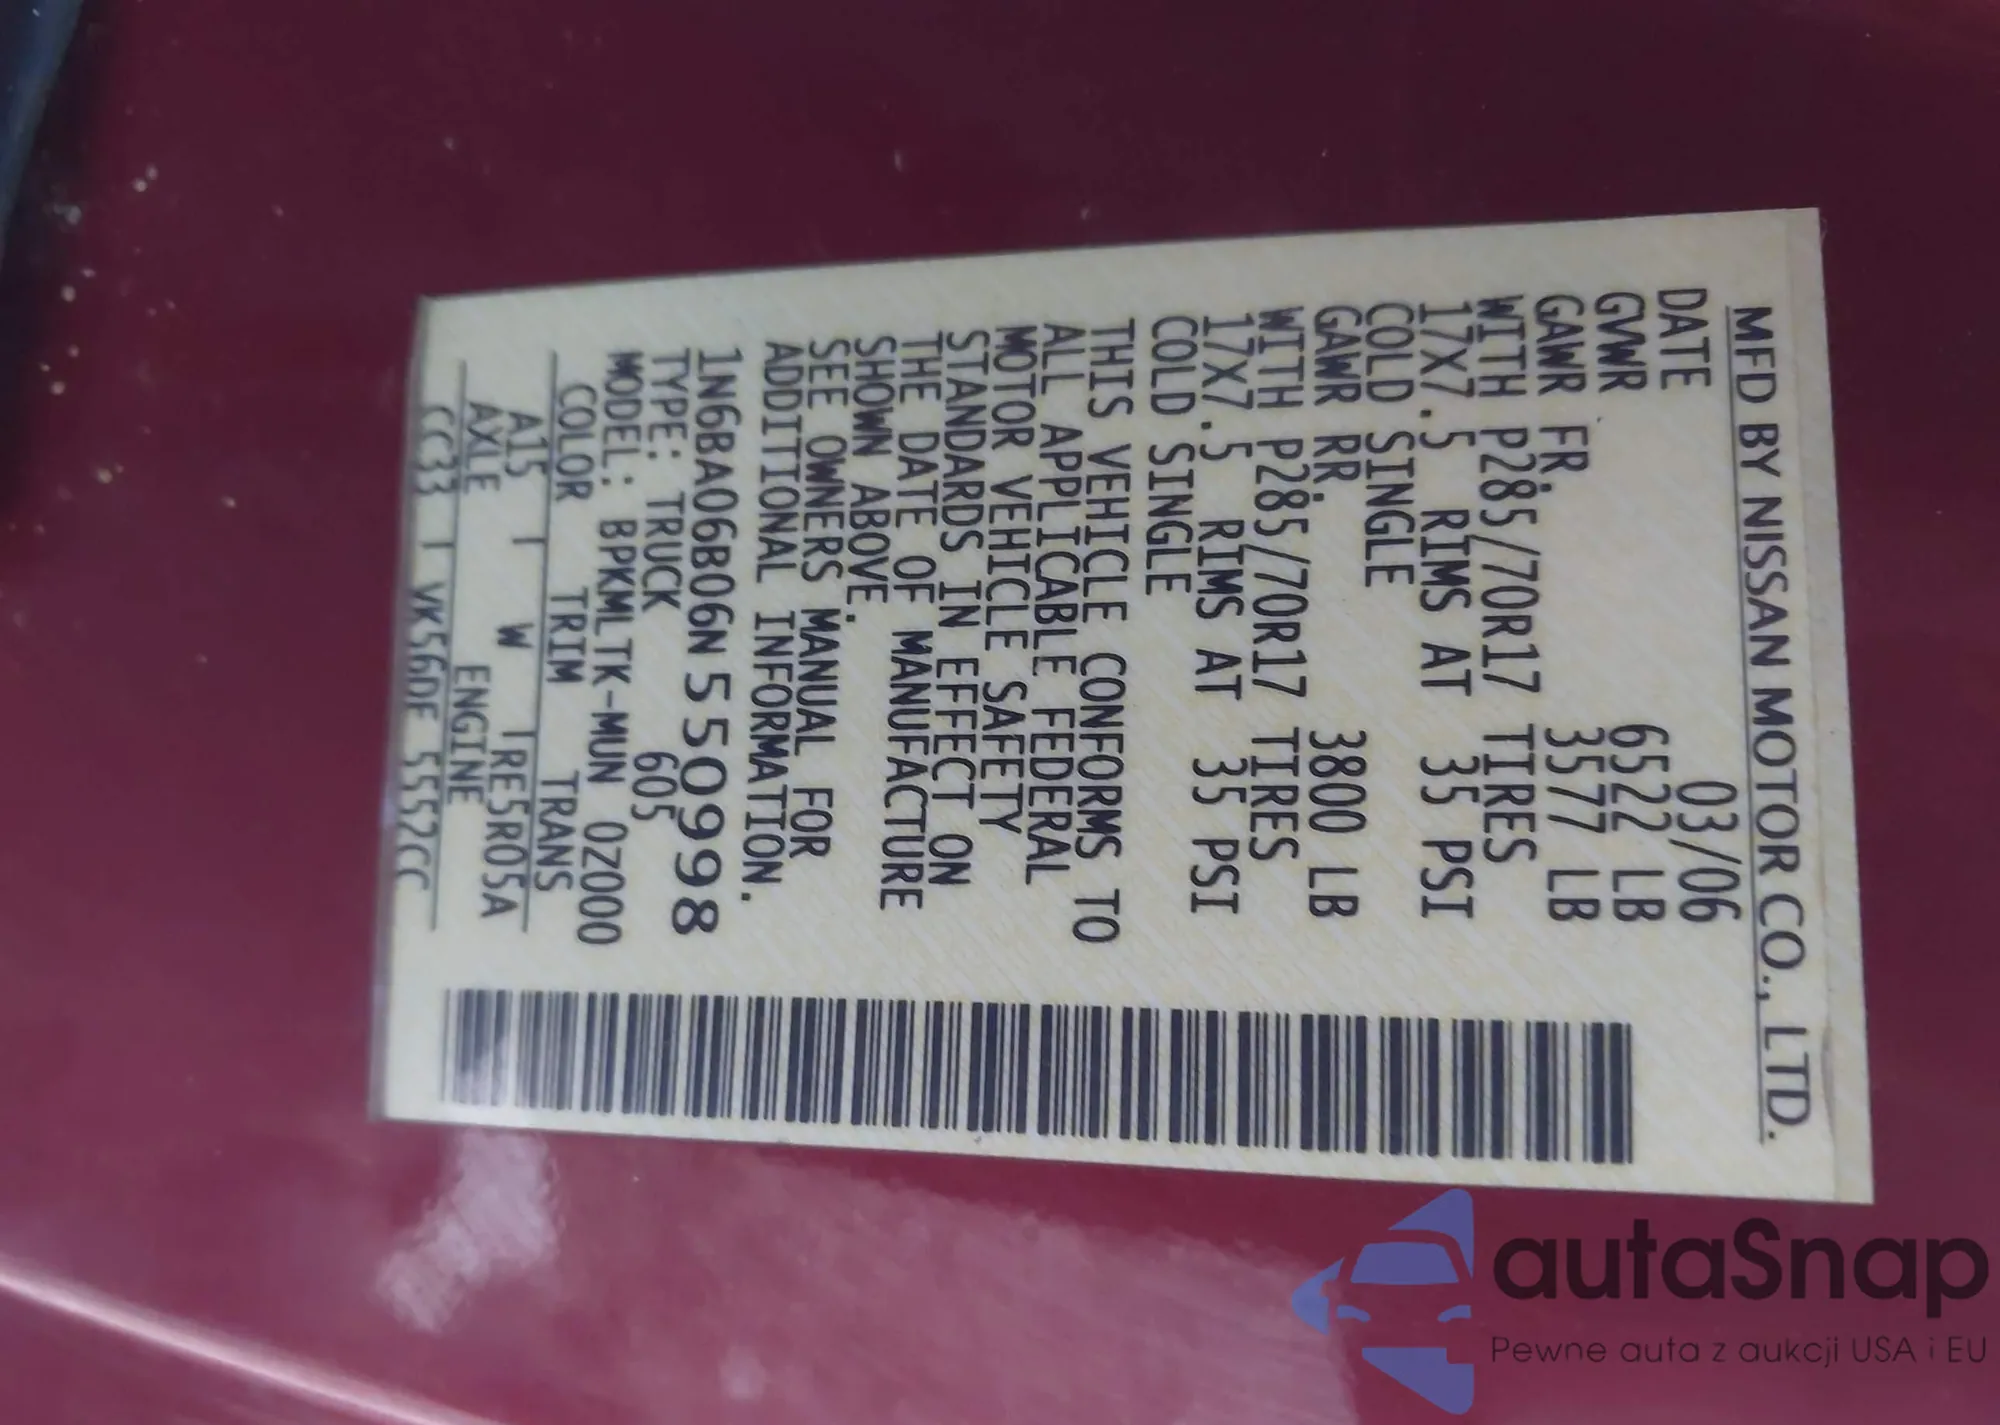 MFD BY NISSAN MOTOR CO., LTD.
DATE 03/06
GVWR 6522 LB
GAWR FR. 3577 LB
WITH P285/70R17 TIRES
17X7.5 RIMS AT 35 PSI
COLD SINGLE
GAWR RR. 3800 LB
WITH P285/70R17 TIRES
17X7.5 RIMS AT 35 PSI
COLD SINGLE
THIS VEHICLE CONFORMS TO
ALL APPLICABLE FEDERAL
MOTOR VEHICLE SAFETY
STANDARDS IN EFFECT ON
THE DATE OF MANUFACTURE
SHOWN ABOVE.
SEE OWNERS MANUAL FOR
ADDITIONAL INFORMATION.
1N6BA06B06N550998
TYPE: TRUCK 605
MODEL: BPKMLTK-MUN 0Z000
COLOR TRIM TRANS
A15 | W | RE5R05A
AXLE ENGINE
CC33 | VK56DE 5552CC
autaSnap
Pewne auta z aukcji USA i EU